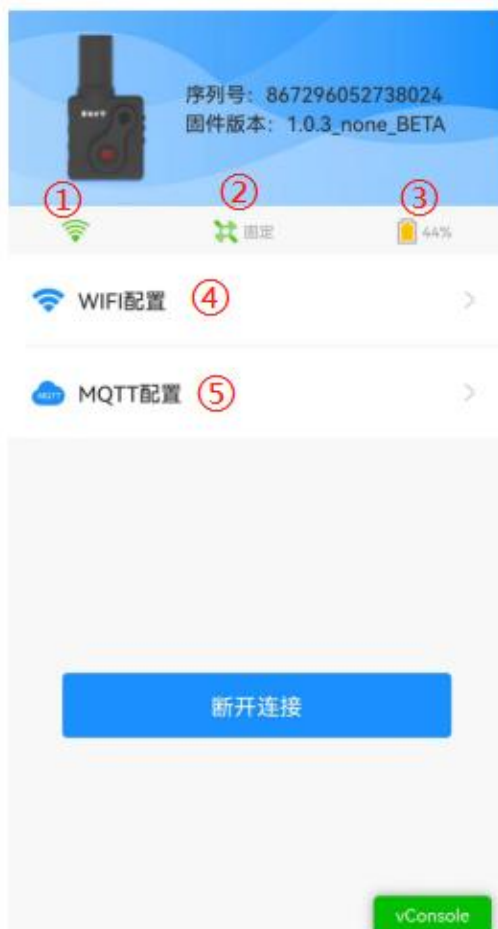 序列号：867296052738024
固件版本：1.0.3_none_BETA
① ② ③
固定 44%
WIFI配置 ④
MQTT MQTT配置 ⑤
断开连接
vConsole